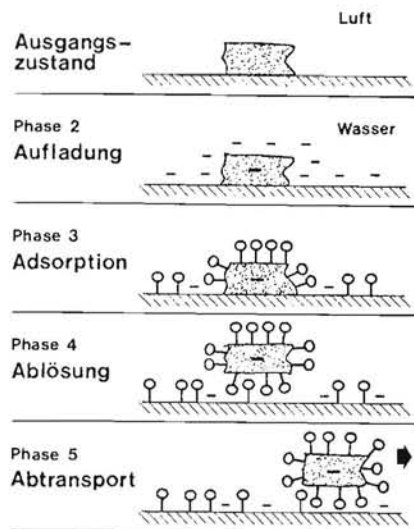 Luft
Ausgangs-
zustand
Phase 2
Aufladung
Wasser
Phase 3
Adsorption
Phase 4
Ablösung
Phase 5
Abtransport